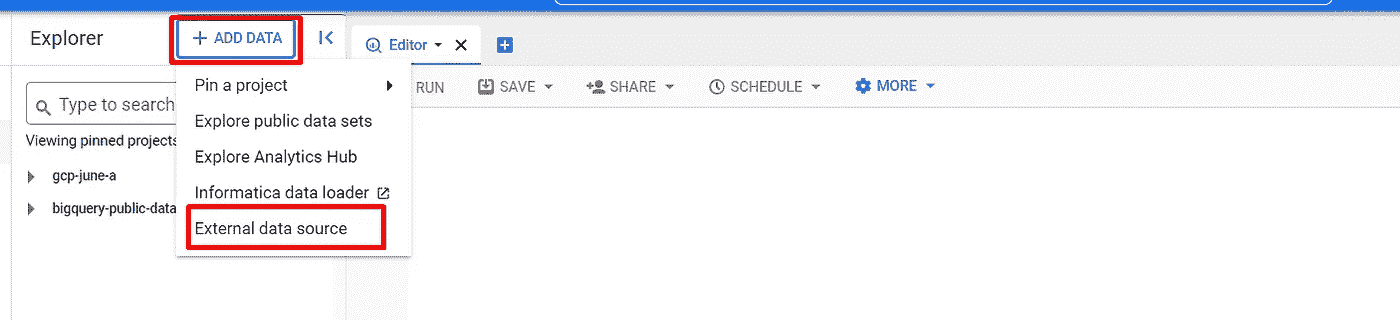 Explorer
+ ADD DATA
Editor
Pin a project
RUN
SAVE
SHARE
SCHEDULE
MORE
Type to search
Explore public data sets
Viewing pinned projects
Explore Analytics Hub
gcp-june-a
Informatica data loader
bigquery-public-data
External data source